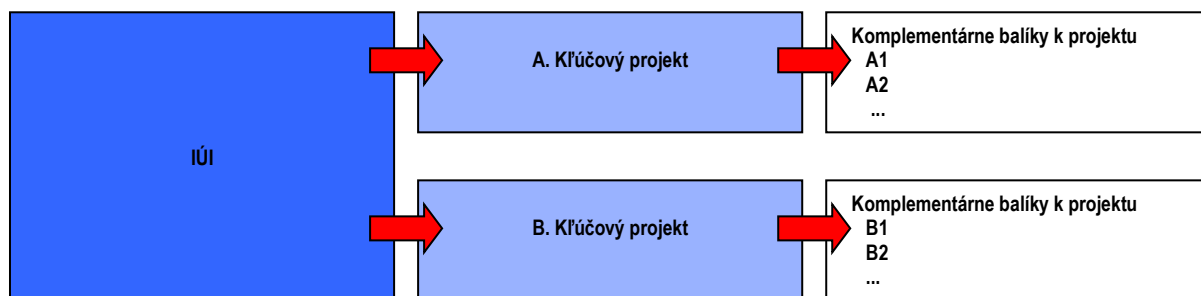 IÚI
A. Kľúčový projekt
Komplementárne balíky k projektu
A1
A2
...
B. Kľúčový projekt
Komplementárne balíky k projektu
B1
B2
...